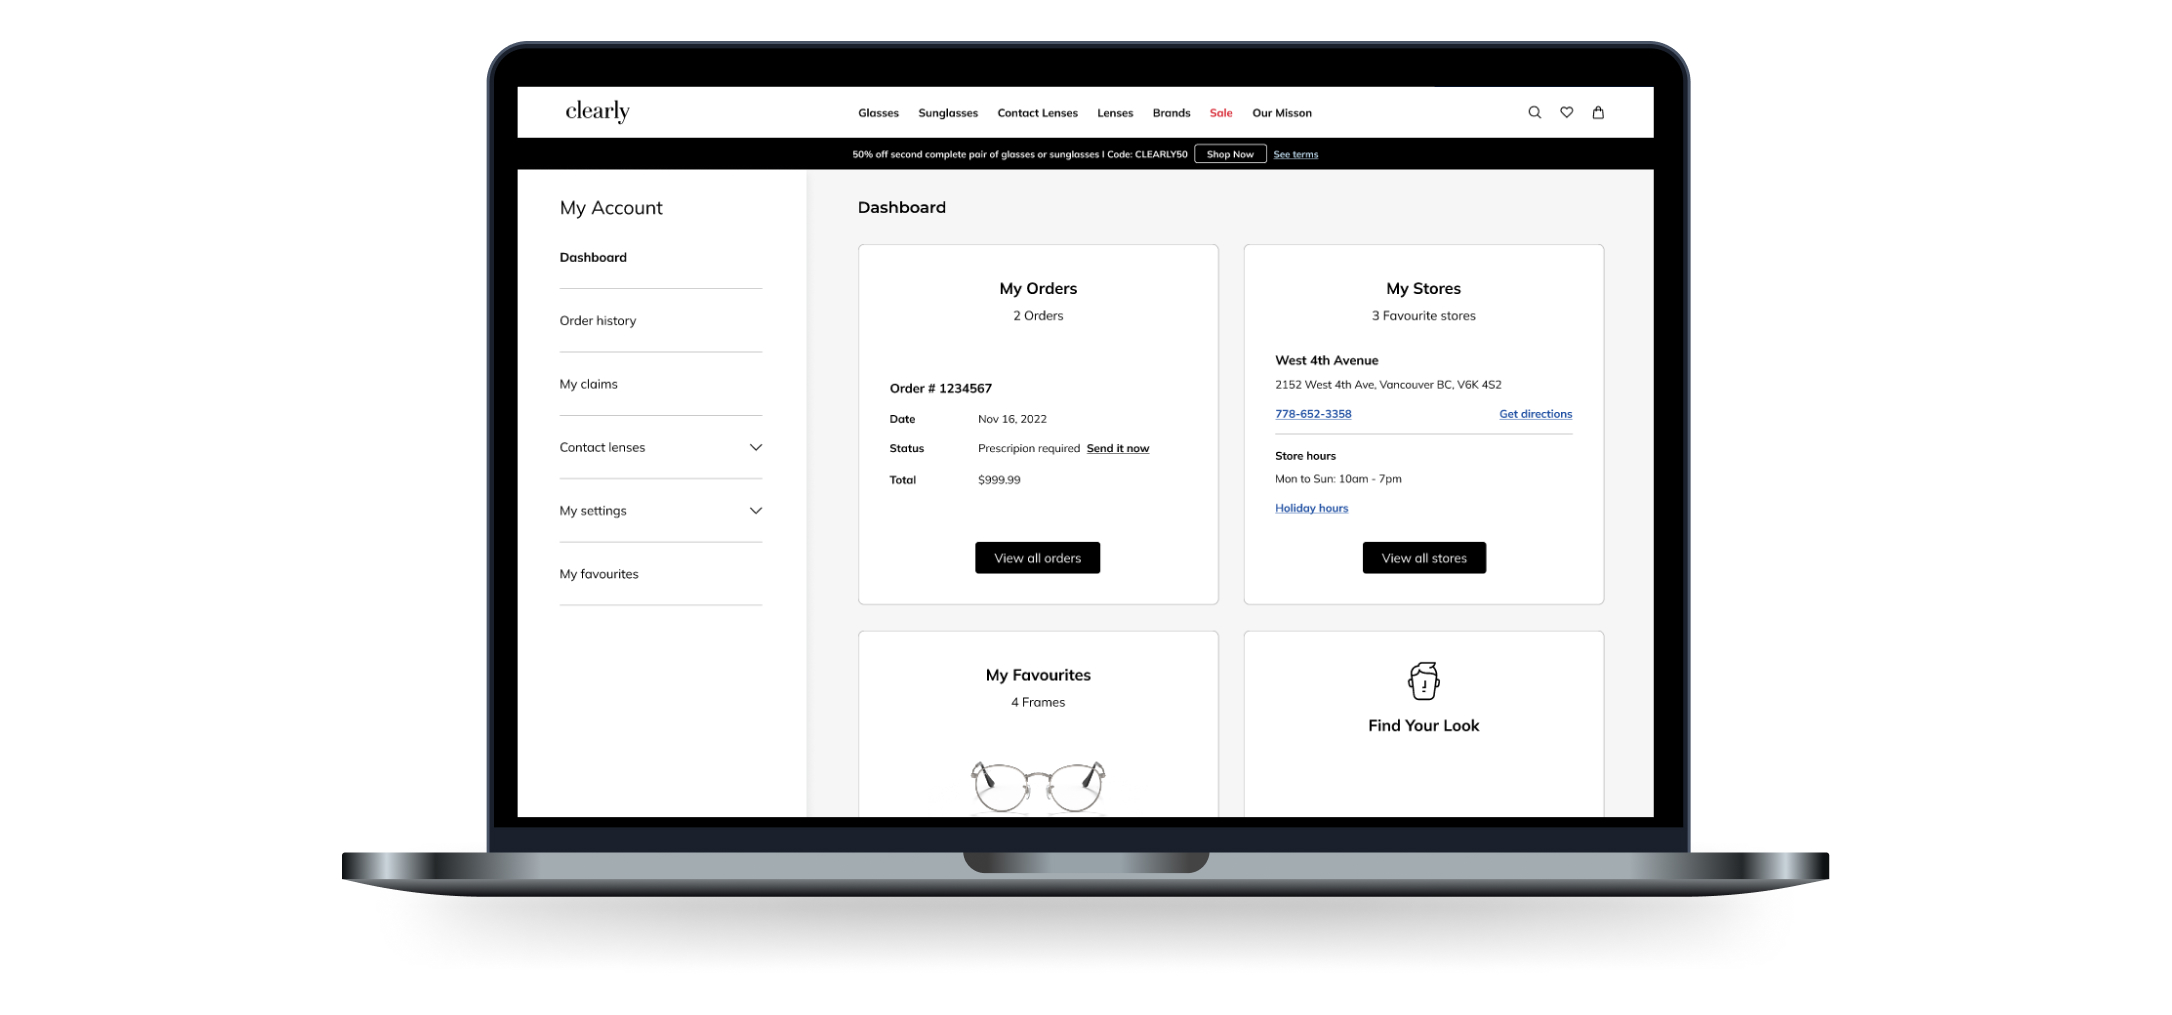 clearly
Glasses Sunglasses Contact Lenses Lenses Brands Sale Our Misson
50% off second complete pair of glasses or sunglasses I Code: CLEARLY50 Shop Now See terms
My Account
Dashboard
Order history
My claims
Contact lenses
My settings
My favourites
Dashboard
My Orders
2 Orders
Order # 1234567
Date Nov 16, 2022
Status Prescripion required Send it now
Total $999.99
View all orders
My Stores
3 Favourite stores
West 4th Avenue
2152 West 4th Ave, Vancouver BC, V6K 4S2
778-652-3358 Get directions
Store hours
Mon to Sun: 10am - 7pm
Holiday hours
View all stores
My Favourites
4 Frames
Find Your Look